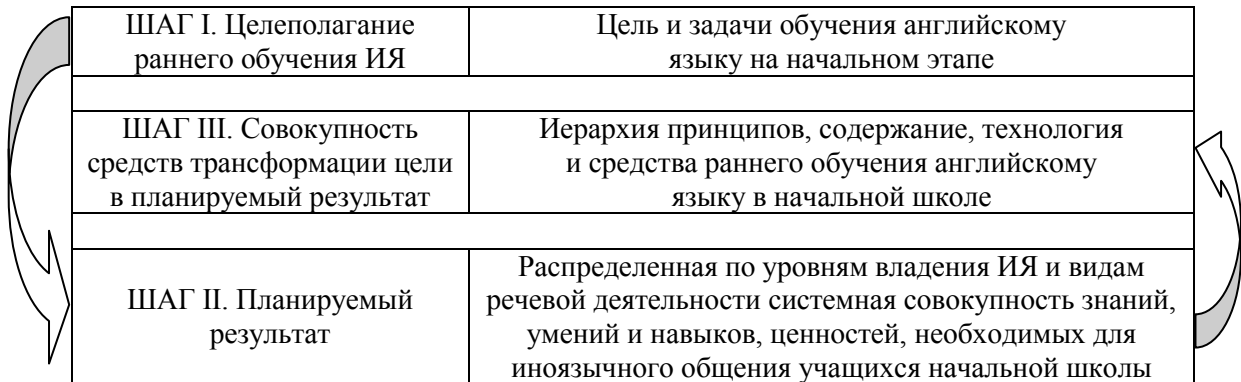 ШАГ I. Целеполагание
раннего обучения ИЯ
Цель и задачи обучения английскому
языку на начальном этапе
ШАГ III. Совокупность
средств трансформации цели
в планируемый результат
Иерархия принципов, содержание, технология
и средства раннего обучения английскому
языку в начальной школе
ШАГ II. Планируемый
результат
Распределенная по уровням владения ИЯ и видам
речевой деятельности системная совокупность знаний,
умений и навыков, ценностей, необходимых для
иноязычного общения учащихся начальной школы